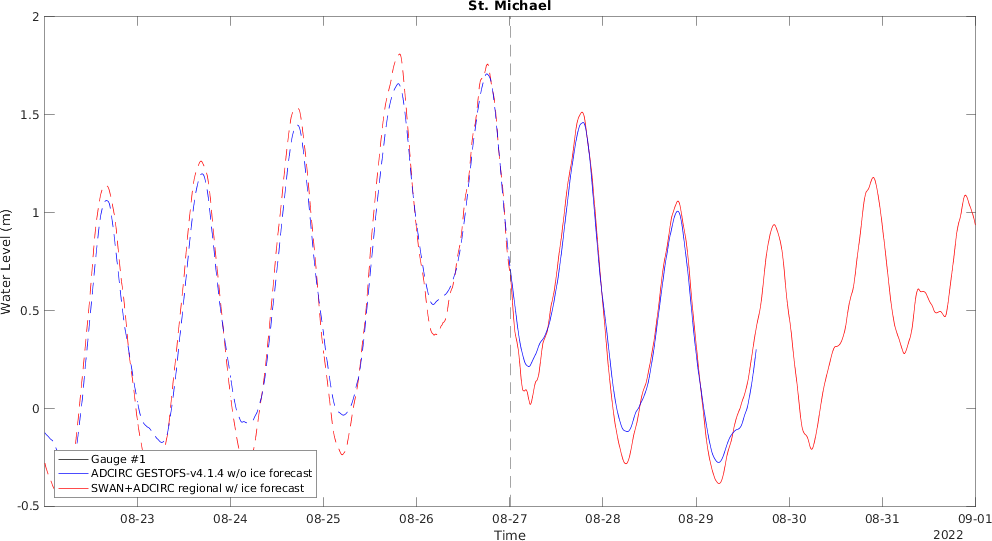 St. Michael
2
1.5
1
0.5
0
-0.5
Water Level (m)
Gauge #1
ADCIRC GESTOFS-v4.1.4 w/o ice forecast
SWAN+ADCIRC regional w/ ice forecast
08-23 08-24 08-25 08-26 08-27 08-28 08-29 08-30 08-31 09-01
Time
2022